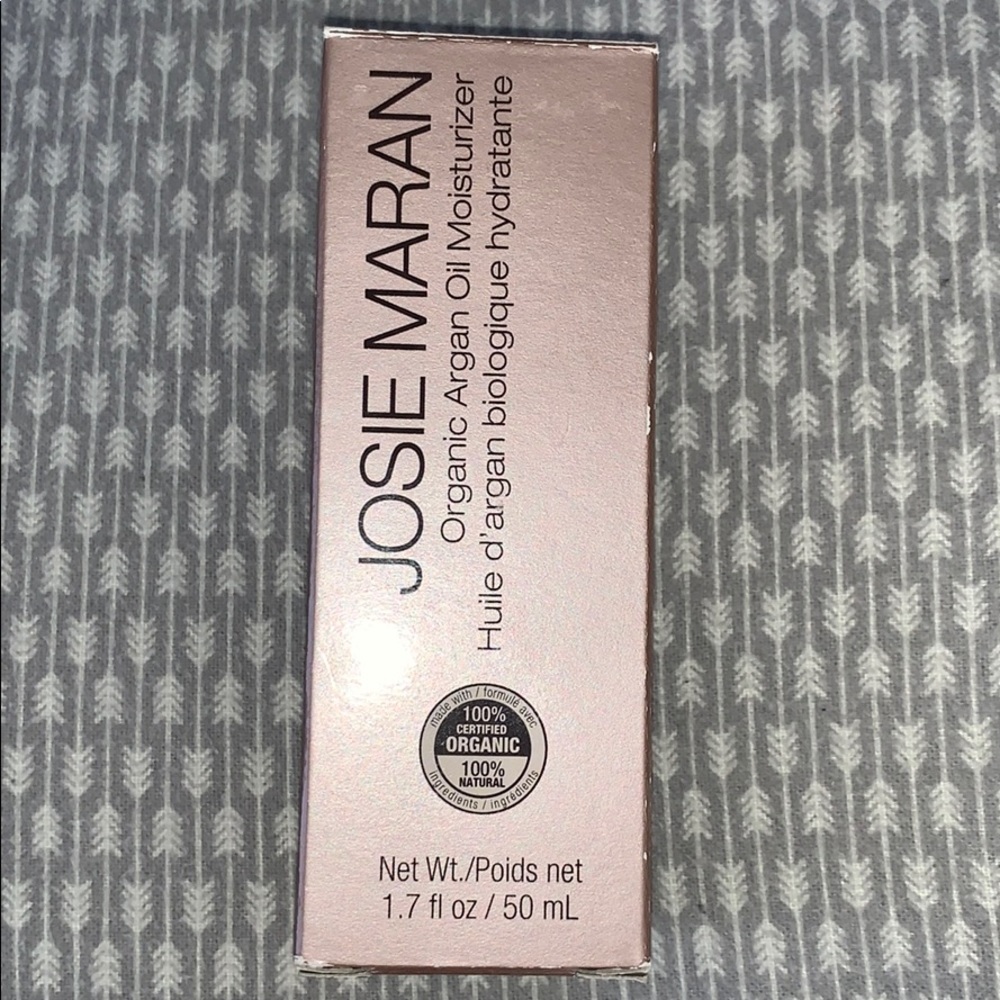 JOSIE MARAN
Organic Argan Oil Moisturizer
Huile d'argan biologique hydratante
made with / formulé avec
100%
CERTIFIED
ORGANIC
100%
NATURAL
ingredients / ingrédients
Net Wt./Poids net
1.7 fl oz / 50 mL